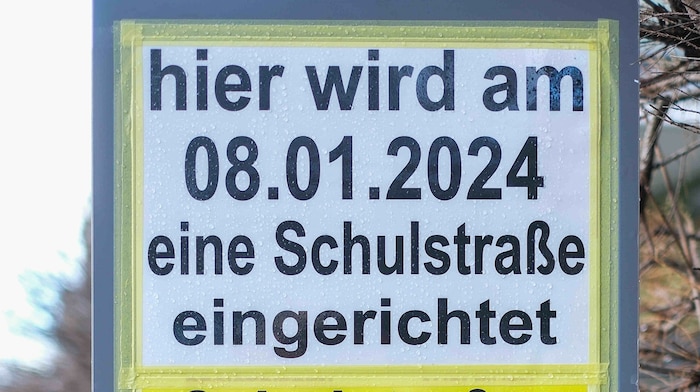 hier wird am
08.01.2024
eine Schulstraße
eingerichtet